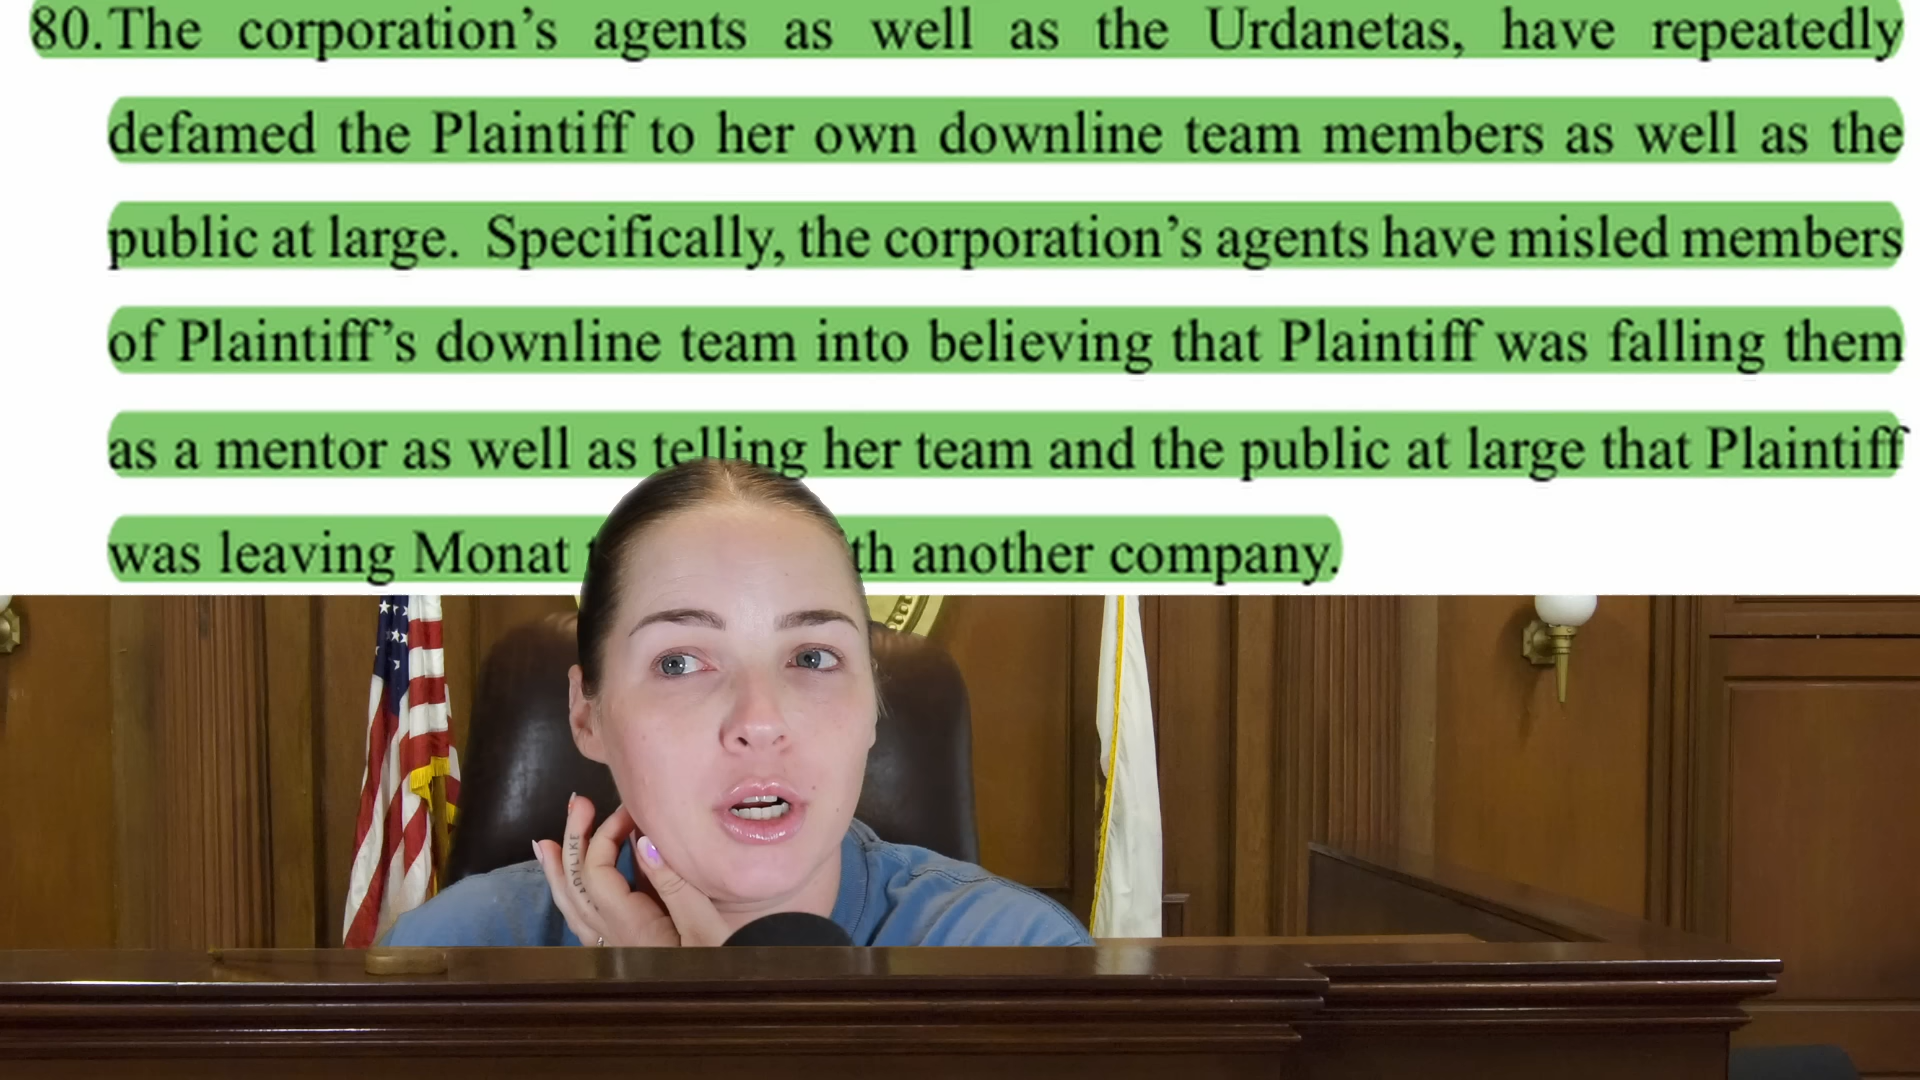 80. The corporation's agents as well as the Urdanetas, have repeatedly
defamed the Plaintiff to her own downline team members as well as the
public at large. Specifically, the corporation's agents have misled members
of Plaintiff's downline team into believing that Plaintiff was falling them
as a mentor as well as telling her team and the public at large that Plaintiff
was leaving Monat another company.